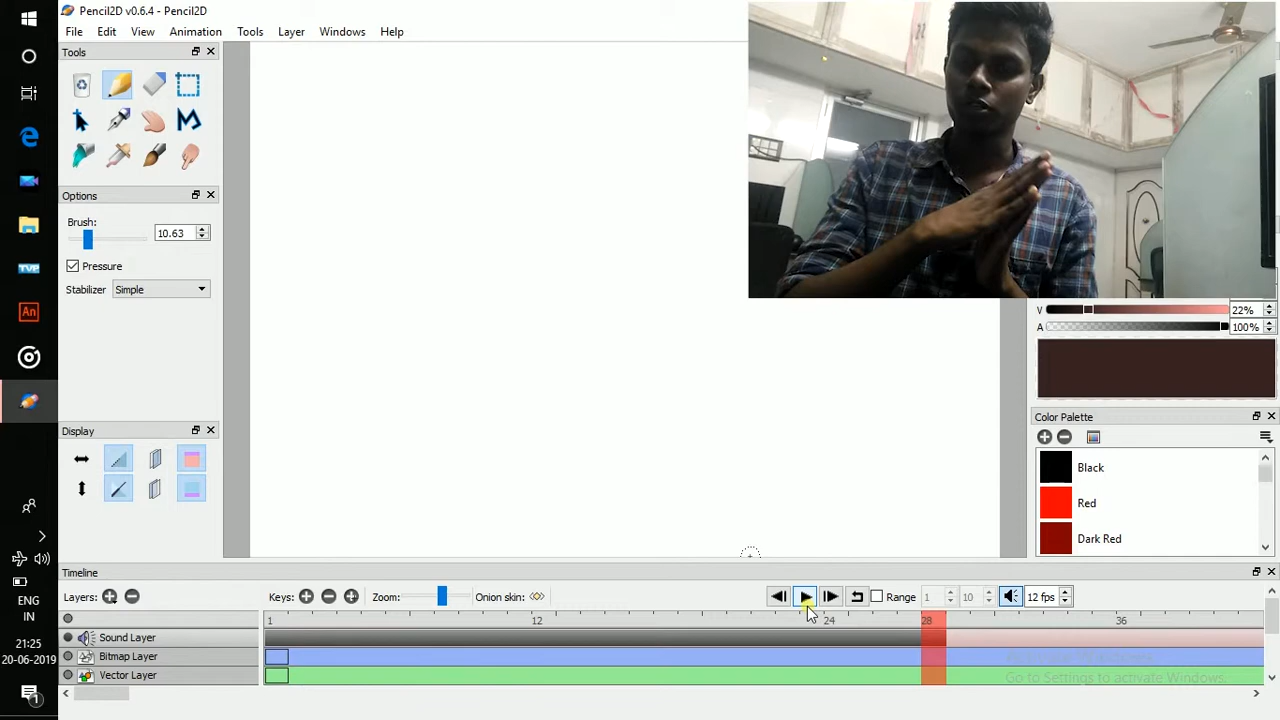 Pencil2D v0.6.4 - Pencil2D
File Edit View Animation Tools Layer Windows Help
Tools
Options
Brush:
10.63
Pressure
Stabilizer Simple
TVP
An
V 22%
A 100%
Color Palette
Black
Red
Dark Red
Display
Timeline
Layers: Keys: Zoom: Onion skin: Range 1 10 12 fps
1 12 24 28 36
Sound Layer
Bitmap Layer
Vector Layer
Go to Settings to activate Windows.
ENG
IN
21:25
20-06-2019
1